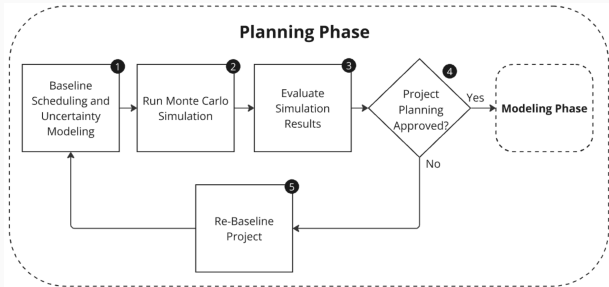 Planning Phase
1
Baseline
Scheduling and
Uncertainty
Modeling
2
Run Monte Carlo
Simulation
3
Evaluate
Simulation
Results
4
Project
Planning
Approved?
Yes
Modeling Phase
No
5
Re-Baseline
Project